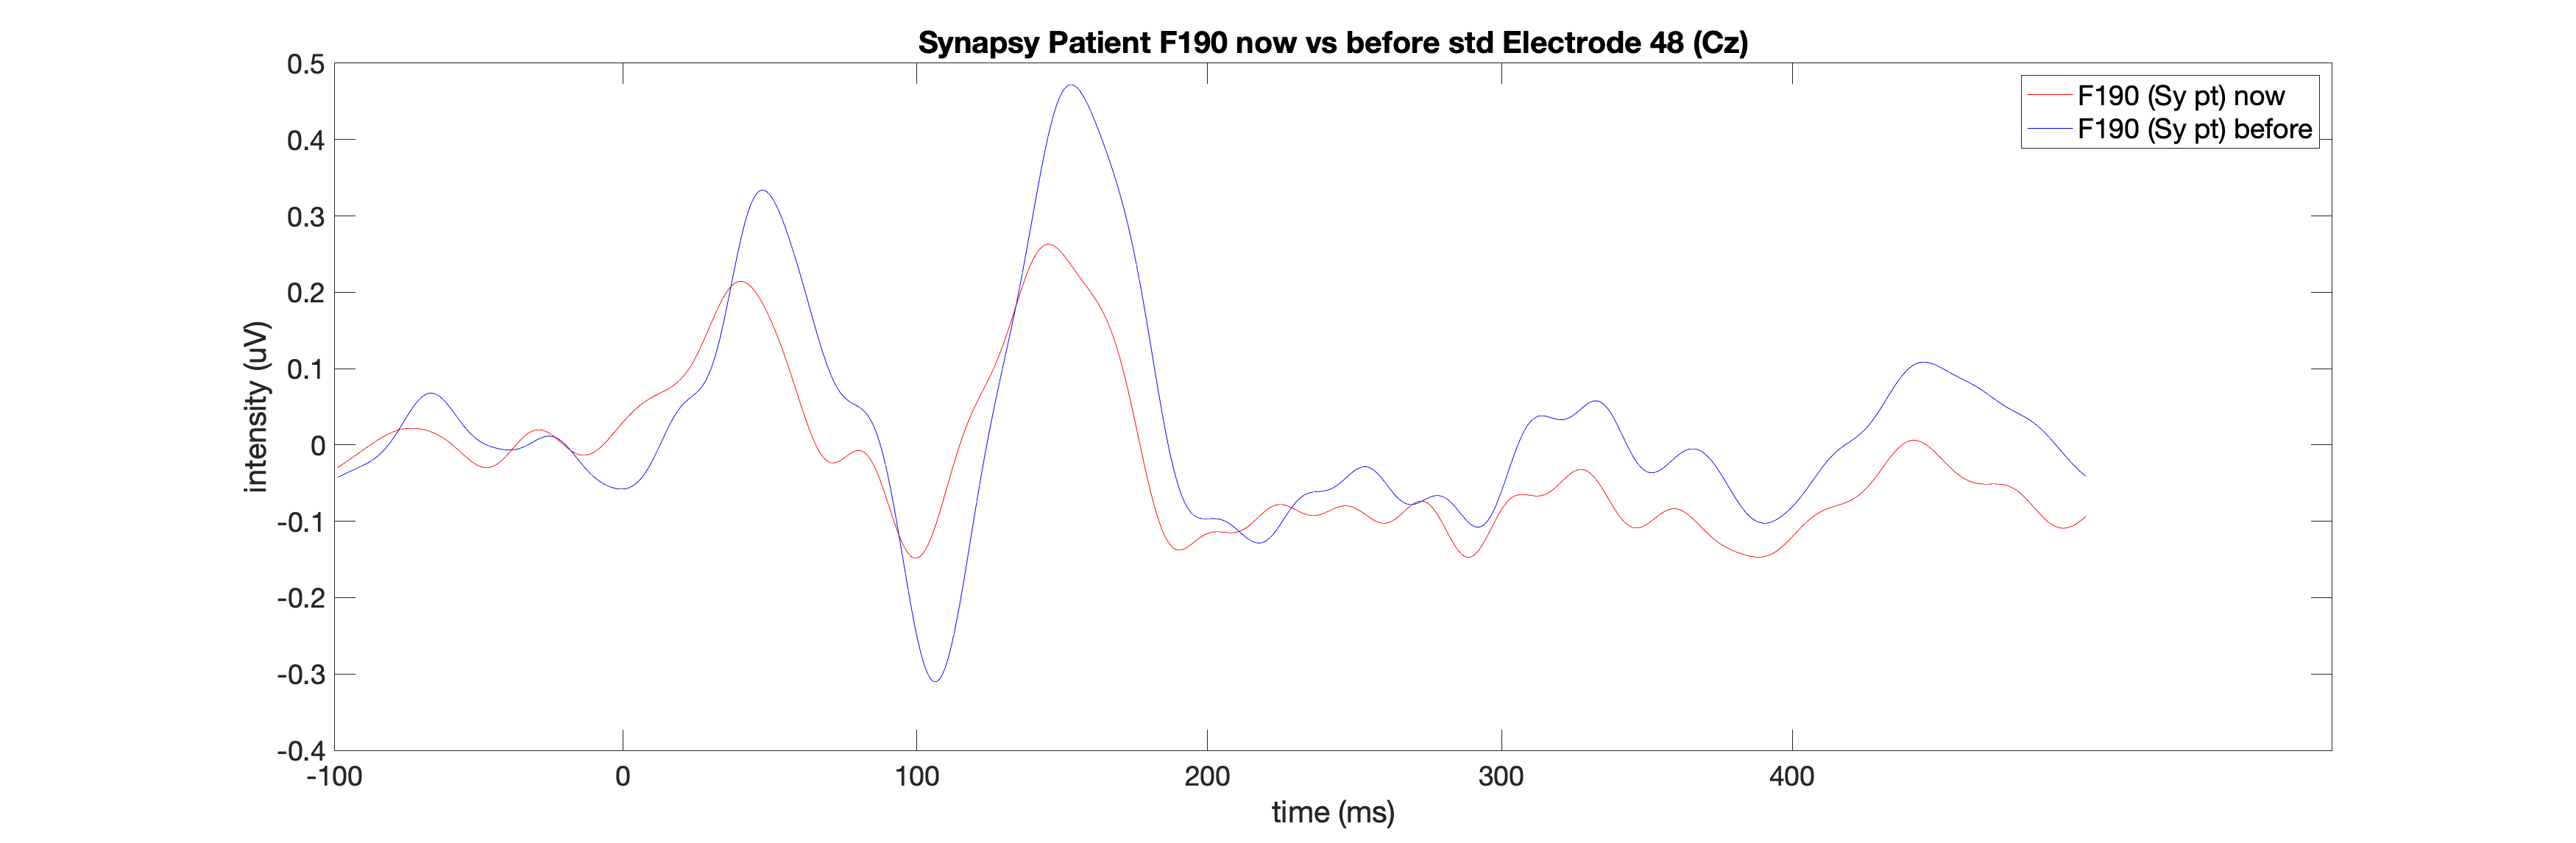 Synapsy Patient F190 now vs before std Electrode 48 (Cz)
F190 (Sy pt) now
F190 (Sy pt) before
intensity (uV)
0.5
0.4
0.3
0.2
0.1
0
-0.1
-0.2
-0.3
-0.4
-100 0 100 200 300 400
time (ms)